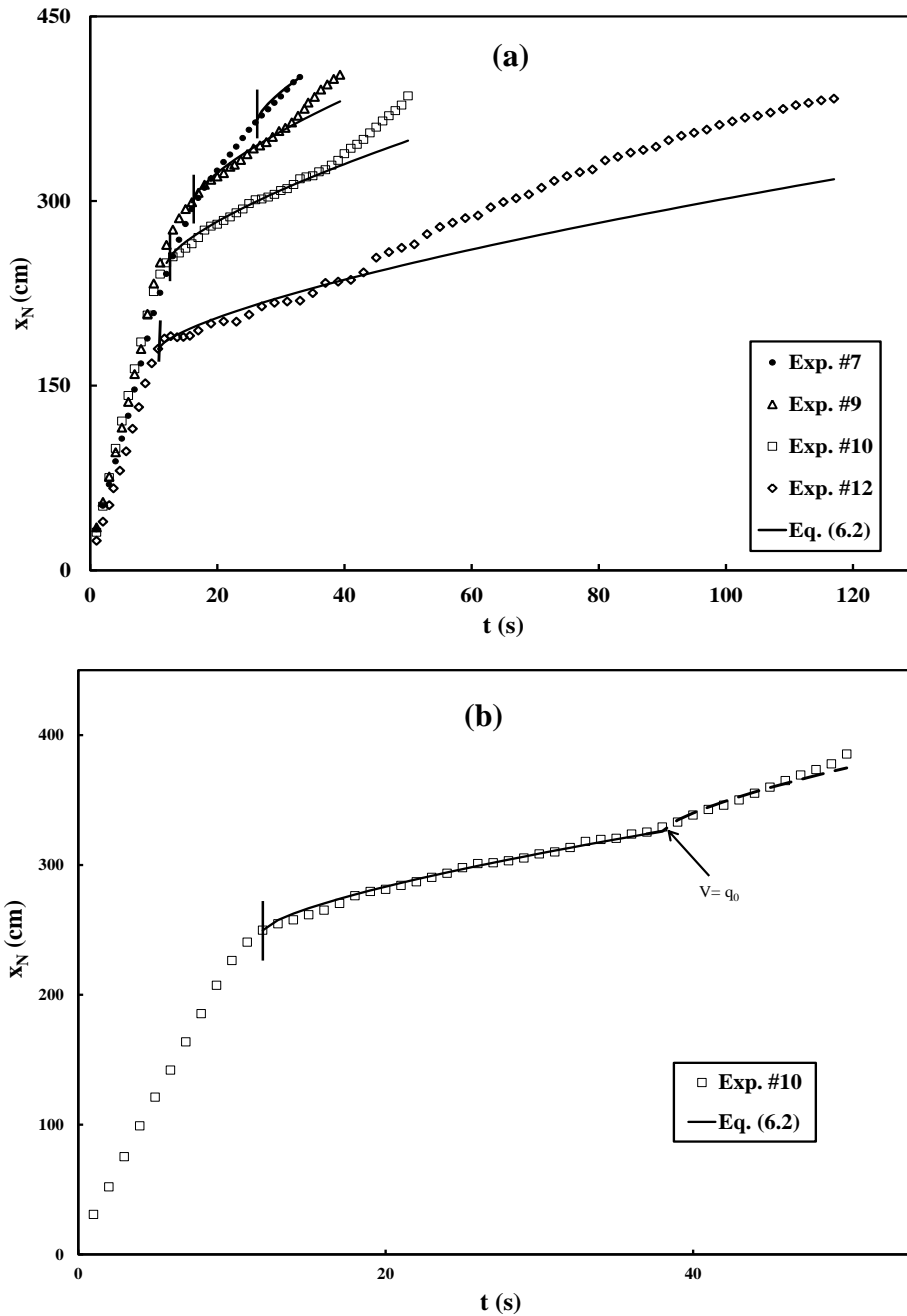 450
(a)
300
x_N (cm)
150
Exp. #7
Exp. #9
Exp. #10
Exp. #12
Eq. (6.2)
0
0 20 40 60 80 100 120
t (s)
(b)
400
300
V= q_0
x_N (cm)
200
Exp. #10
Eq. (6.2)
100
0
0 20 40
t (s)